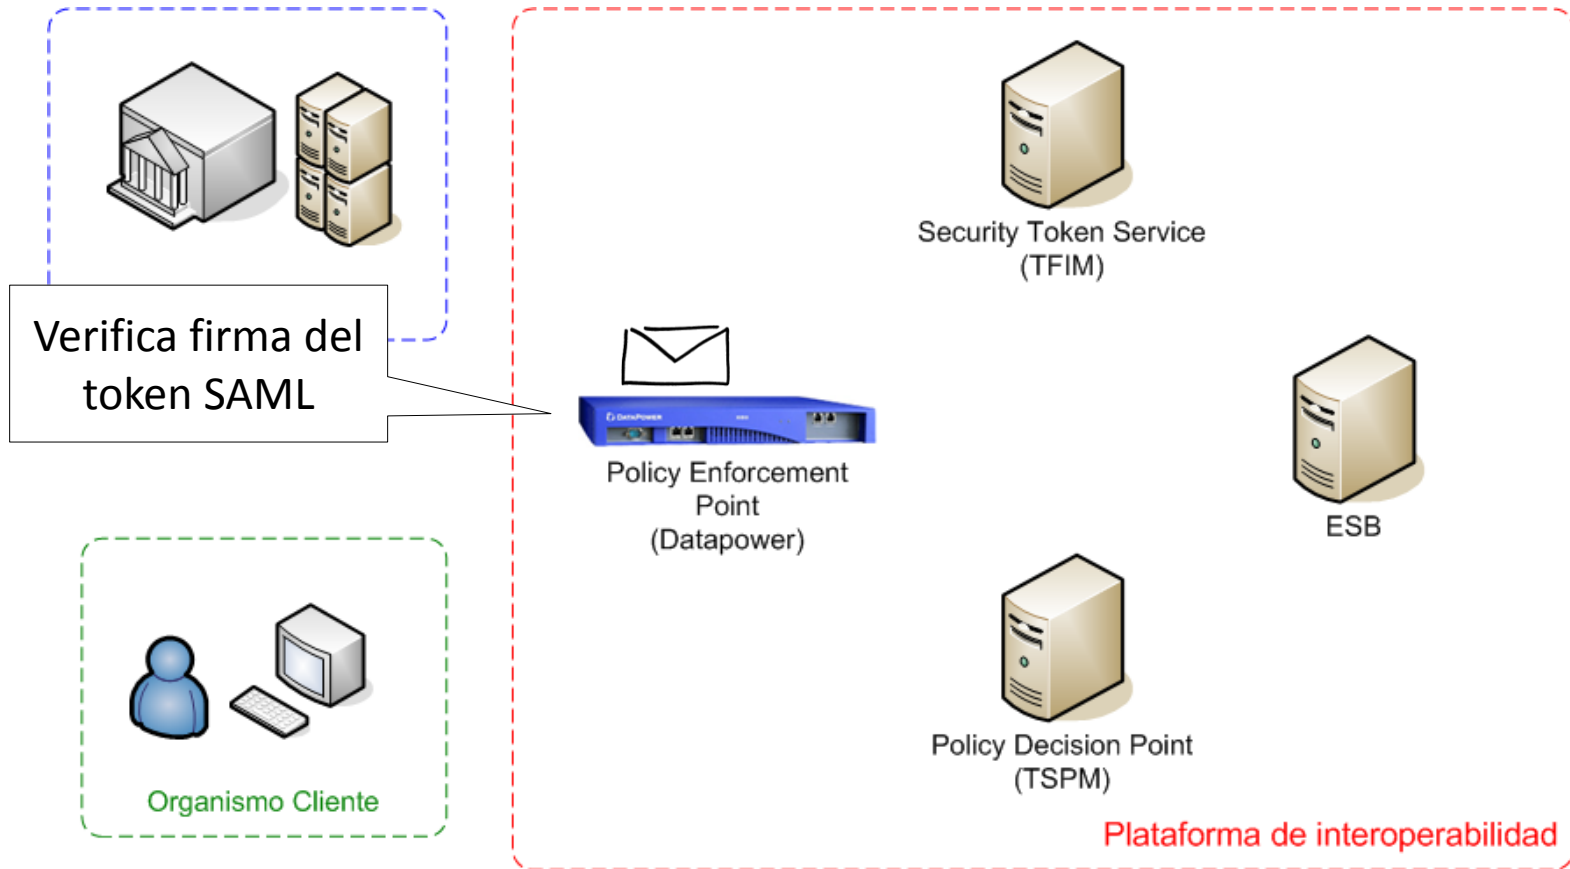 Security Token Service
(TFIM)
Verifica firma del
token SAML
DATAPOWER
Policy Enforcement
Point
(Datapower)
ESB
Policy Decision Point
(TSPM)
Organismo Cliente
Plataforma de interoperabilidad